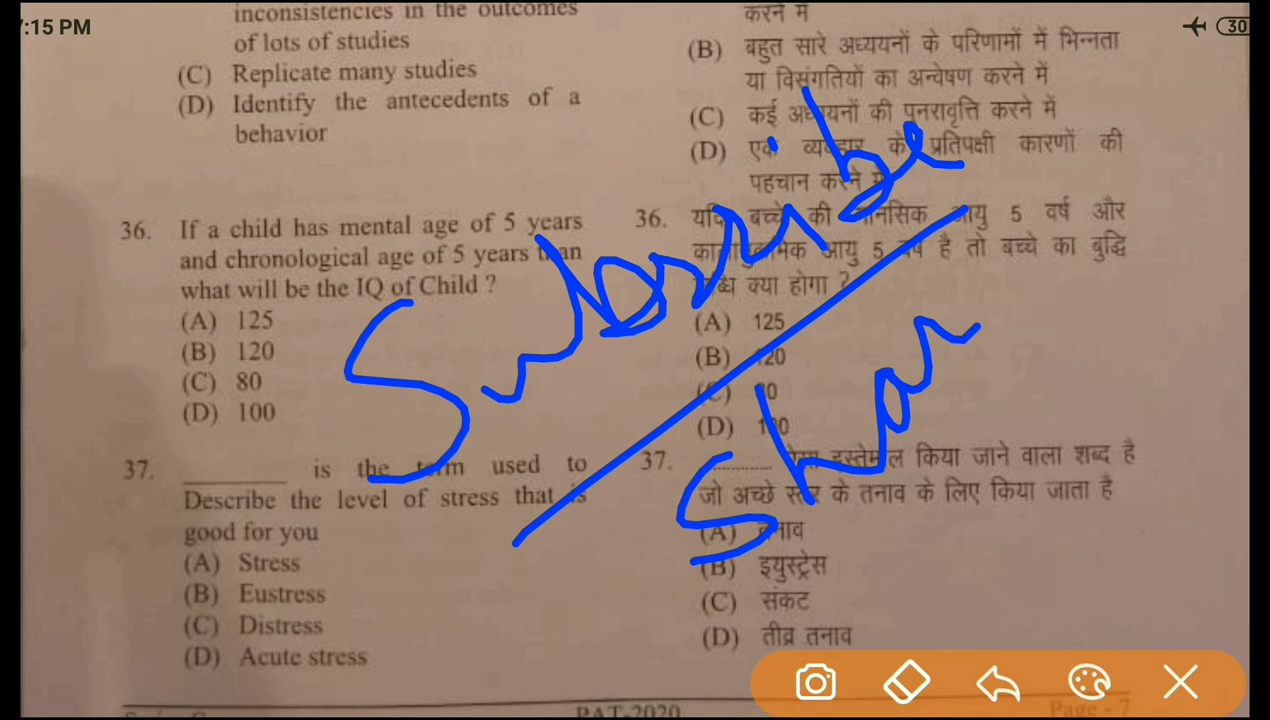 :15 PM
30
inconsistencies in the outcomes
of lots of studies
(C) Replicate many studies
(D) Identify the antecedents of a
behavior
36. If a child has mental age of 5 years
and chronological age of 5 years than
what will be the IQ of Child ?
(A) 125
(B) 120
(C) 80
(D) 100
37. ________ is the term used to
Describe the level of stress that is
good for you
(A) Stress
(B) Eustress
(C) Distress
(D) Acute stress
करने में
(B) बहुत सारे अध्ययनों के परिणामों में भिन्नता
या विसंगतियों का अन्वेषण करने में
(C) कई अध्ययनों की पुनरावृत्ति करने में
(D) एक व्यवहार के प्रतिपक्षी कारणों की
पहचान करने में
36. यदि बच्चे की मानसिक आयु 5 वर्ष और
कालानुक्रमिक आयु 5 वर्ष है तो बच्चे का बुद्धि
लब्धि क्या होगा ?
(A) 125
(B) 120
(C) 80
(D) 100
37. ............ ऐसा इस्तेमाल किया जाने वाला शब्द है
जो अच्छे स्तर के तनाव के लिए किया जाता है
(A) तनाव
(B) इयुस्ट्रेस
(C) संकट
(D) तीव्र तनाव
PAT-2020
Page - 7